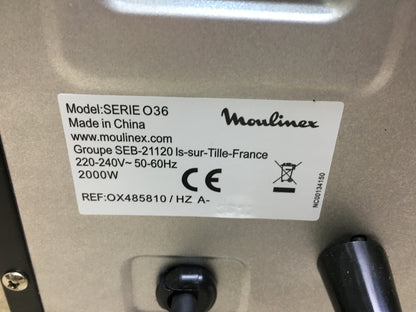 Model:SERIE O36
Moulinex
Made in China
www.moulinex.com
Groupe SEB-21120 Is-sur-Tille-France
220-240V~ 50-60Hz
2000W
CE
REF:OX485810 / HZ A-
NC00134150